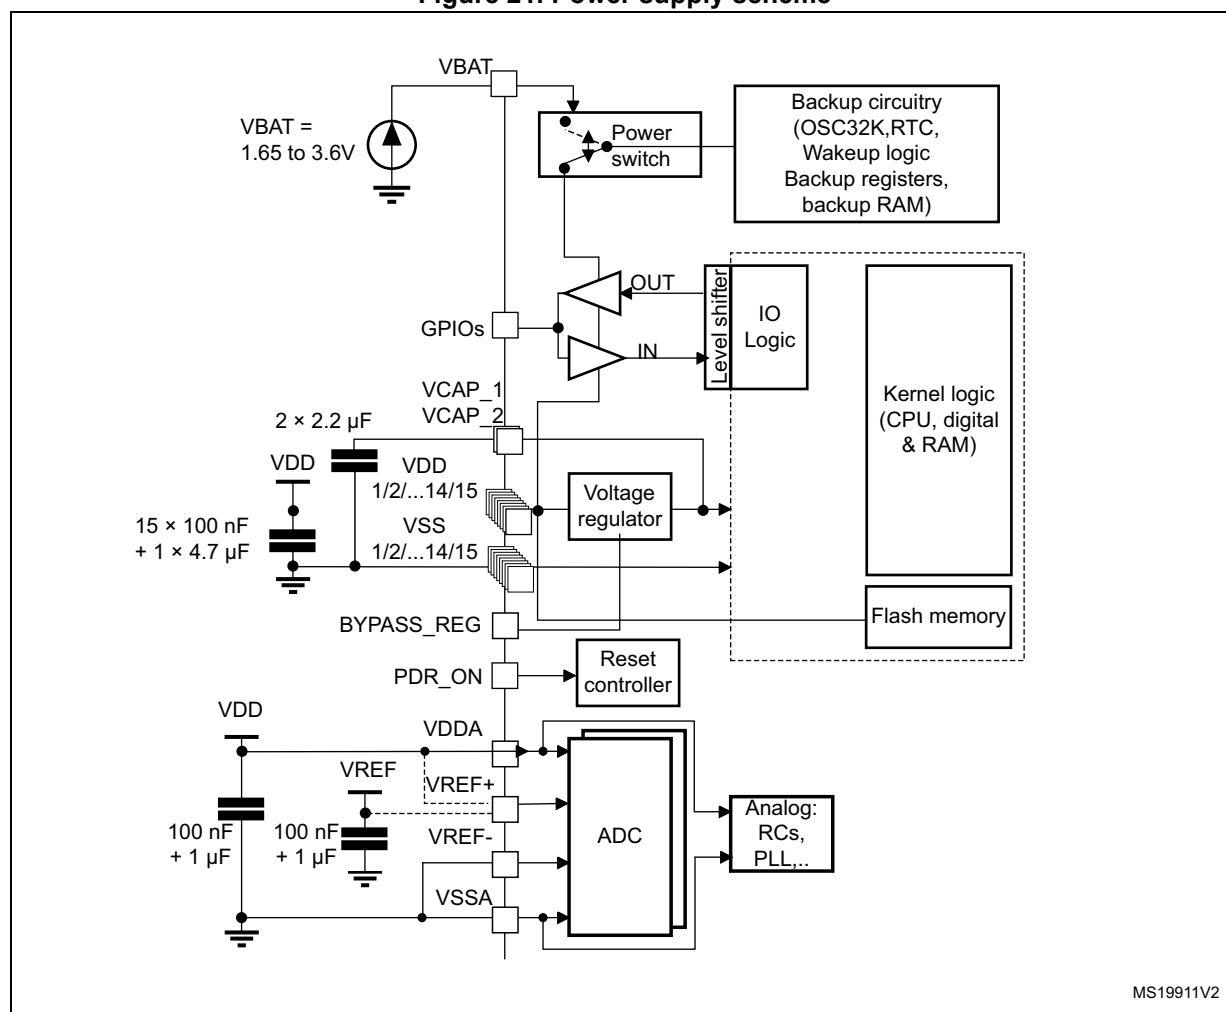 Figure 21. Power supply scheme
VBAT
VBAT =
1.65 to 3.6V
Power
switch
Backup circuitry
(OSC32K,RTC,
Wakeup logic
Backup registers,
backup RAM)
OUT
GPIOs
IN
Level shifter
IO
Logic
Kernel logic
(CPU, digital
& RAM)
VCAP_1
VCAP_2
2 × 2.2 μF
VDD
VDD
1/2/...14/15
Voltage
regulator
15 × 100 nF
+ 1 × 4.7 μF
VSS
1/2/...14/15
Flash memory
BYPASS_REG
PDR_ON
Reset
controller
VDD
VDDA
VREF
VREF+
100 nF
+ 1 μF
100 nF
+ 1 μF
VREF-
ADC
Analog:
RCs,
PLL,..
VSSA
MS19911V2